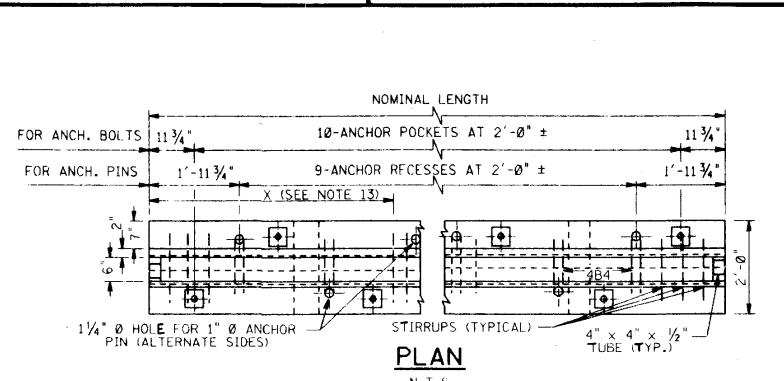 NOMINAL LENGTH
FOR ANCH. BOLTS 11 3/4" 10-ANCHOR POCKETS AT 2'-0" ± 11 3/4"
FOR ANCH. PINS 1'-11 3/4" 9-ANCHOR RECESSES AT 2'-0" ± 1'-11 3/4"
X (SEE NOTE 13)
2"
7"
6"
4B4
2'-0"
1 1/4" Ø HOLE FOR 1" Ø ANCHOR
PIN (ALTERNATE SIDES)
STIRRUPS (TYPICAL)
4" x 4" x 1/2"
TUBE (TYP.)
PLAN
N.T.S.